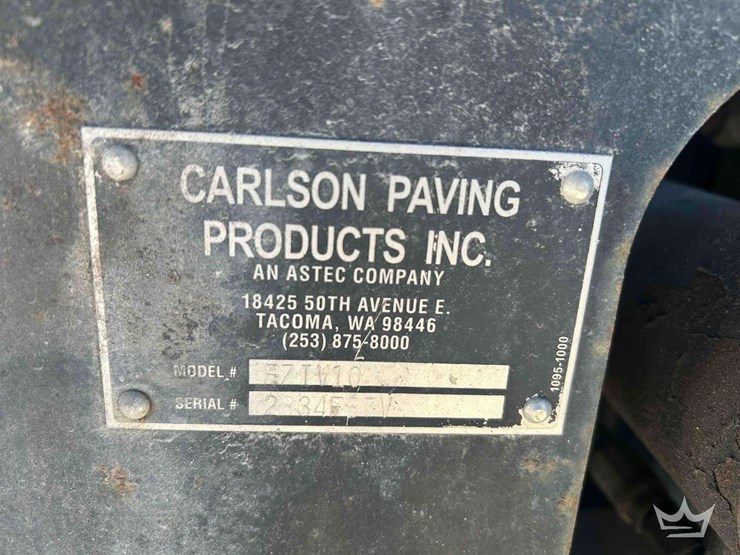 CARLSON PAVING
PRODUCTS INC.
AN ASTEC COMPANY
18425 50TH AVENUE E.
TACOMA, WA 98446
(253) 875-8000
MODEL #
SERIAL #
1095-1000